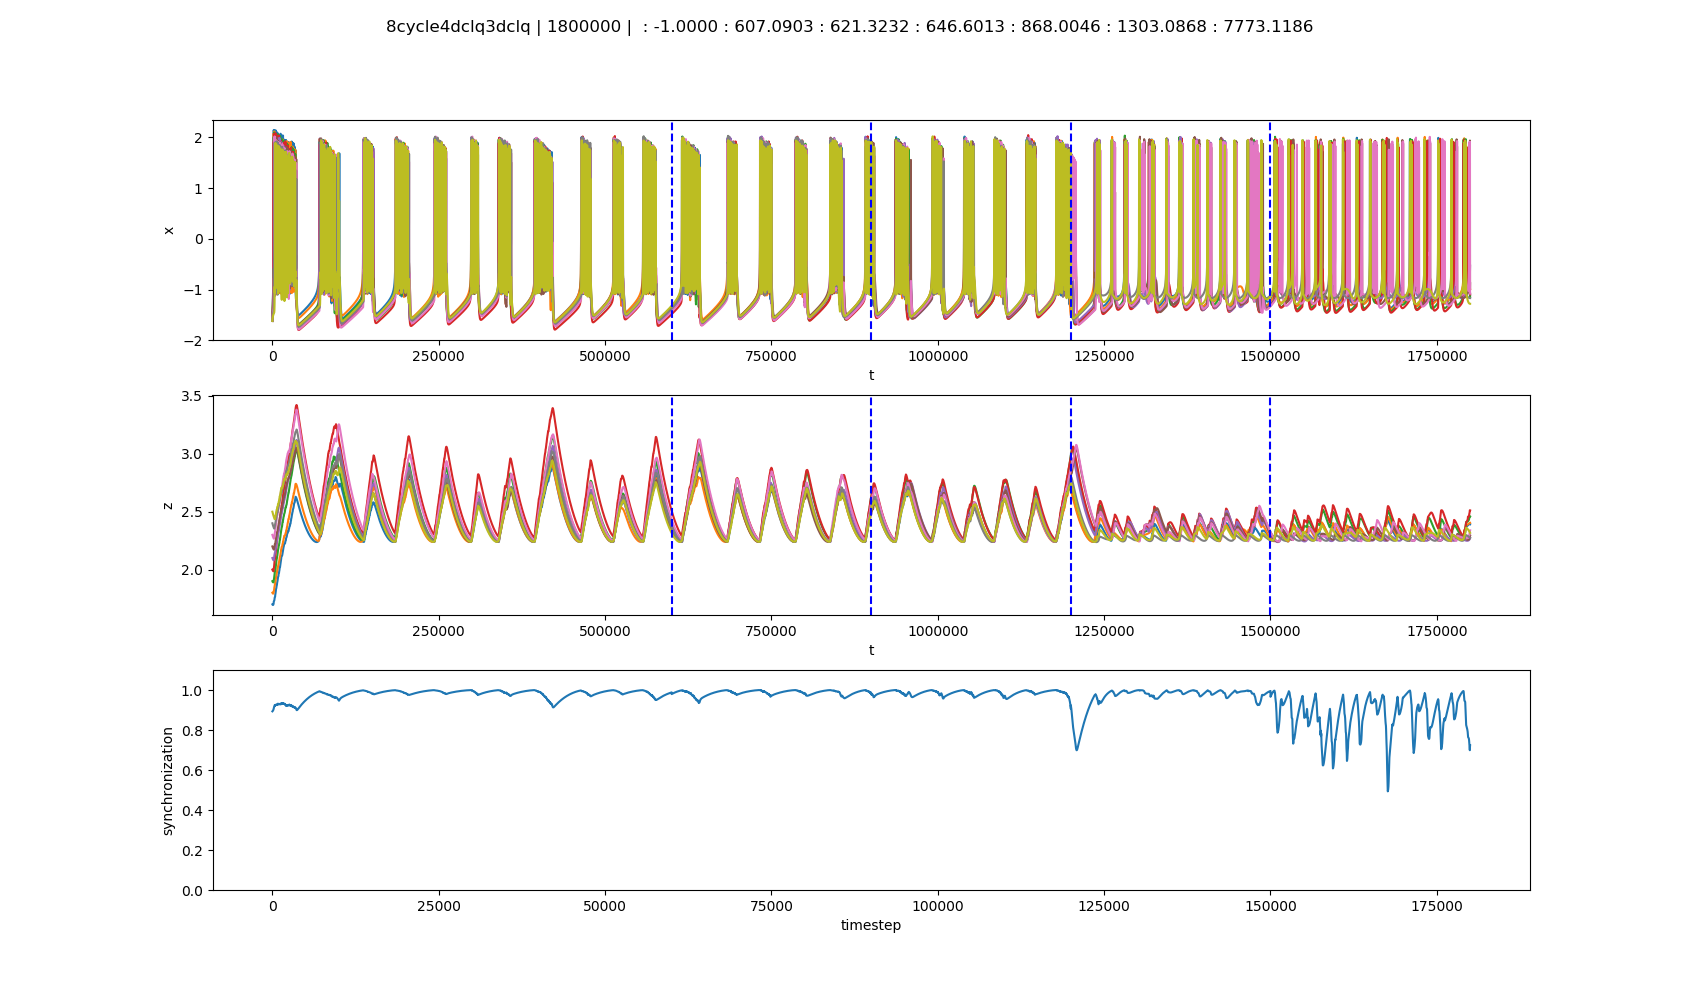 8cycle4dclq3dclq | 1800000 |  : -1.0000 : 607.0903 : 621.3232 : 646.6013 : 868.0046 : 1303.0868 : 7773.1186
2
1
0
−1
−2
x
0 250000 500000 750000 1000000 1250000 1500000 1750000
t
3.5
3.0
2.5
2.0
z
0 250000 500000 750000 1000000 1250000 1500000 1750000
t
1.0
0.8
0.6
0.4
0.2
0.0
synchronization
0 25000 50000 75000 100000 125000 150000 175000
timestep